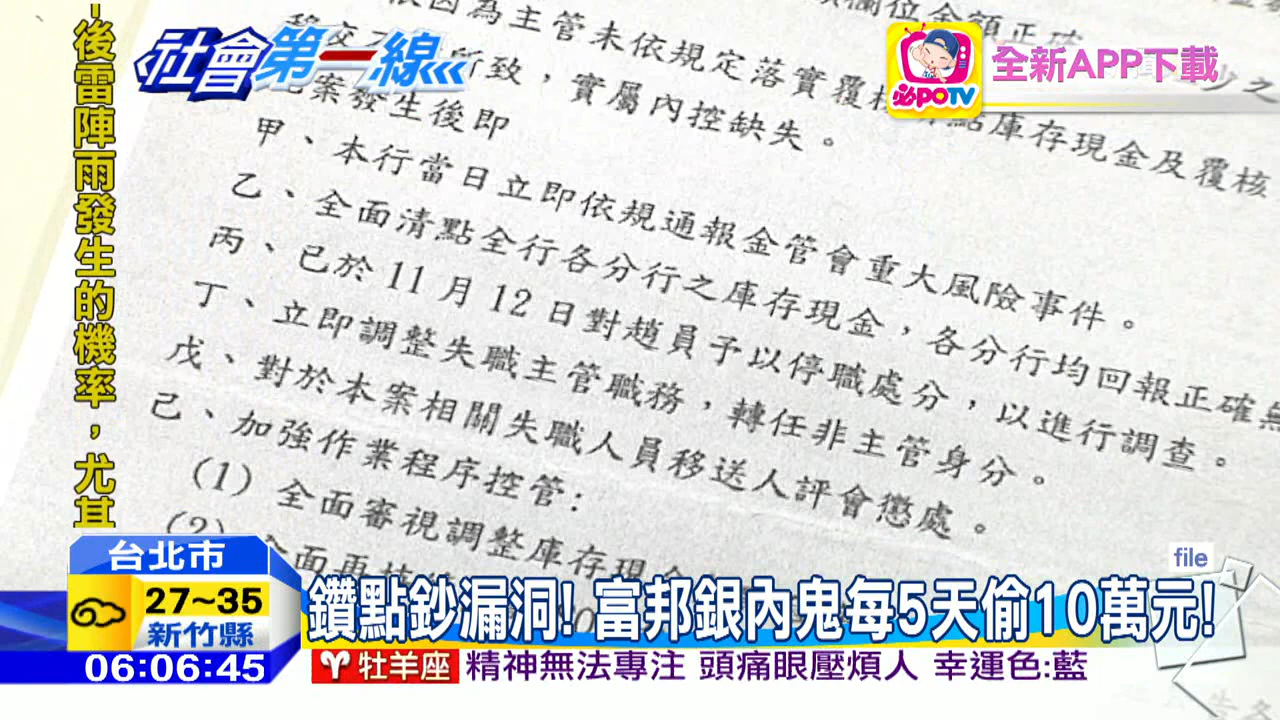 社會第一線
必POTV
全新APP下載
後雷陣雨發生的機率，尤其
因為主管未依規定落實覆核
庫存現金及覆核
所致，實屬內控缺失。
案發生後即
甲、本行當日立即依規通報金管會重大風險事件。
乙、全面清點全行各分行之庫存現金，各分行均回報正確無
丙、已於11月12日對趙員予以停職處分，以進行調查。
丁、立即調整失職主管職務，轉任非主管身分。
戊、對於本案相關失職人員移送人評會懲處。
己、加強作業程序控管:
(1) 全面審視調整庫存現
(2)
file
台北市
27~35
新竹縣
06:06:45
鑽點鈔漏洞! 富邦銀內鬼每5天偷10萬元!
牡羊座 精神無法專注 頭痛眼壓煩人 幸運色:藍